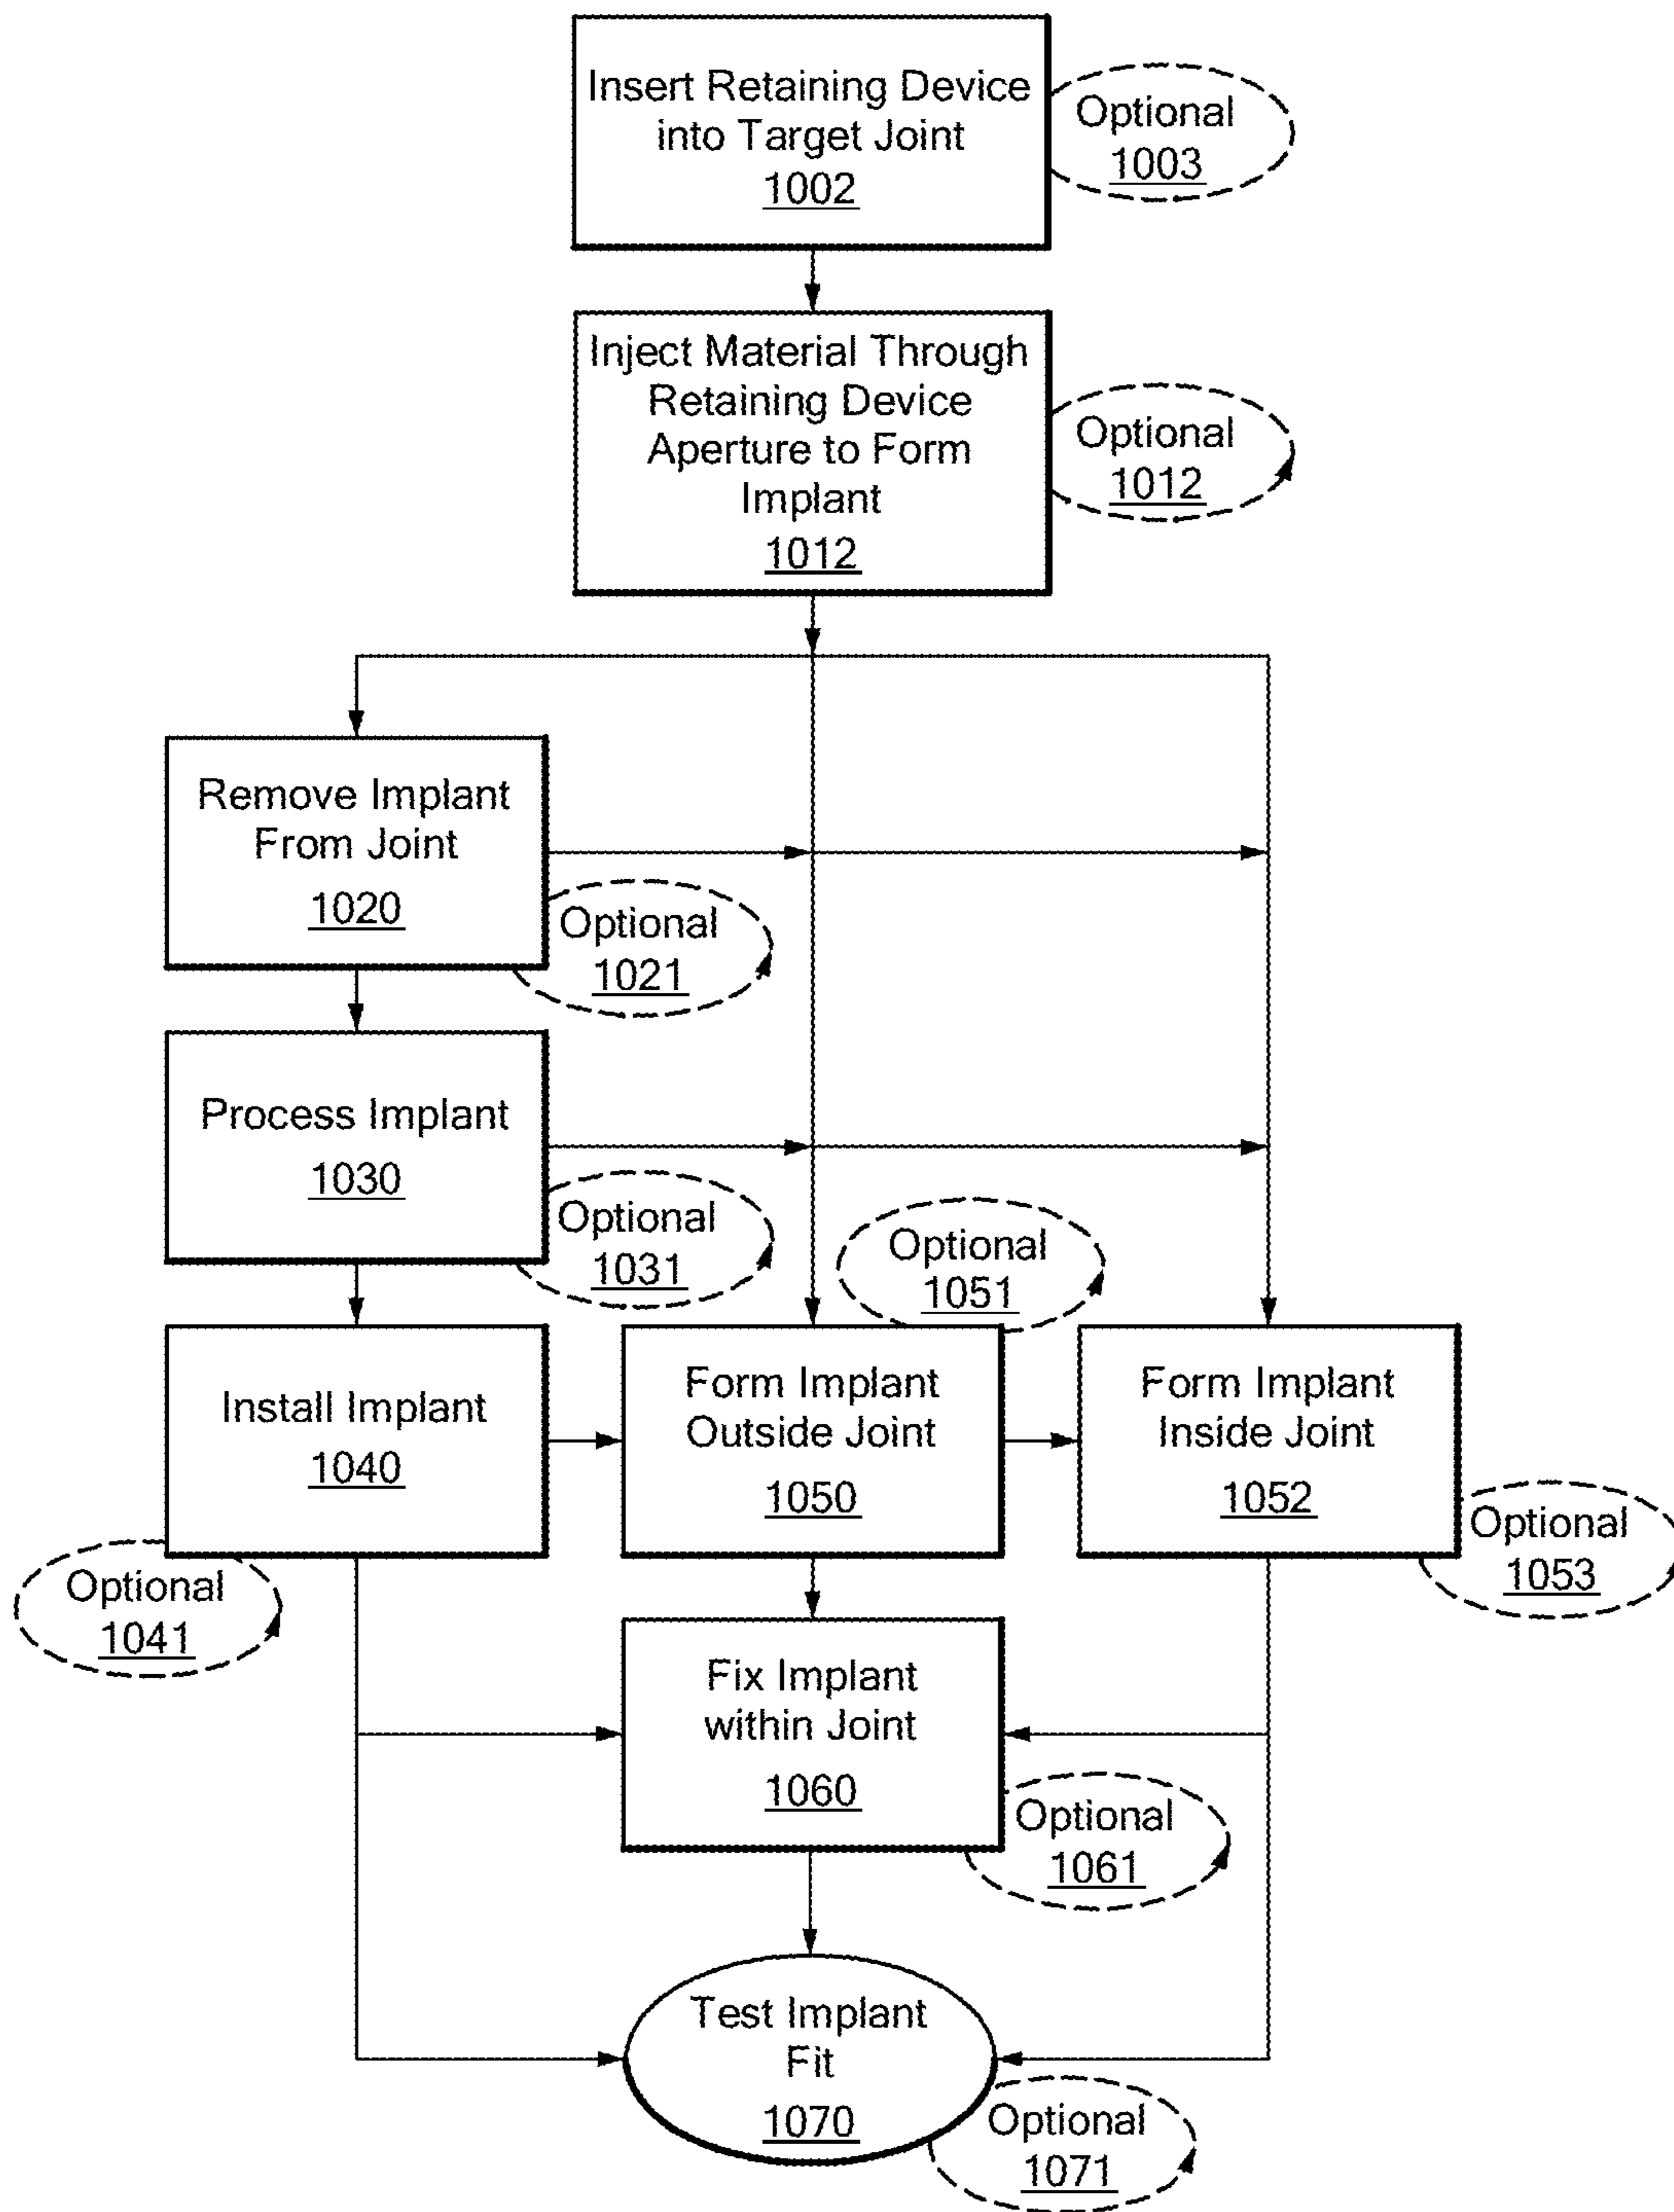 Insert Retaining Device
into Target Joint
1002
Optional
1003
Inject Material Through
Retaining Device
Aperture to Form
Implant
1012
Optional
1012
Remove Implant
From Joint
1020
Optional
1021
Process Implant
1030
Optional
1031
Optional
1051
Install Implant
1040
Optional
1041
Form Implant
Outside Joint
1050
Form Implant
Inside Joint
1052
Optional
1053
Fix Implant
within Joint
1060
Optional
1061
Test Implant
Fit
1070
Optional
1071